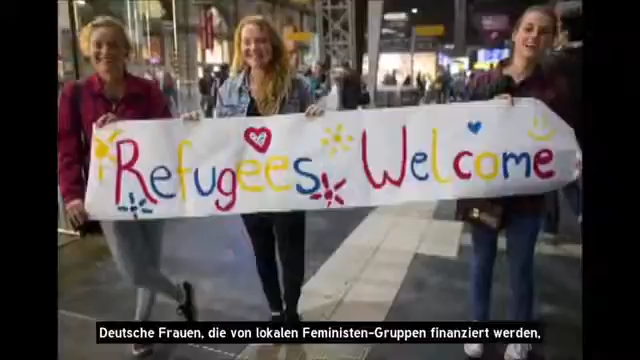 Refugees Welcome
Deutsche Frauen, die von lokalen Feministen-Gruppen finanziert werden,